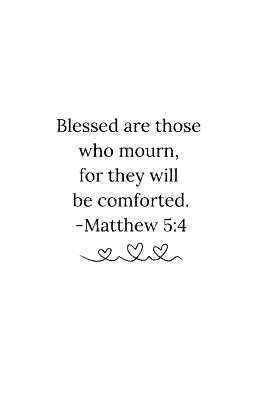 Blessed are those
who mourn,
for they will
be comforted.
-Matthew 5:4